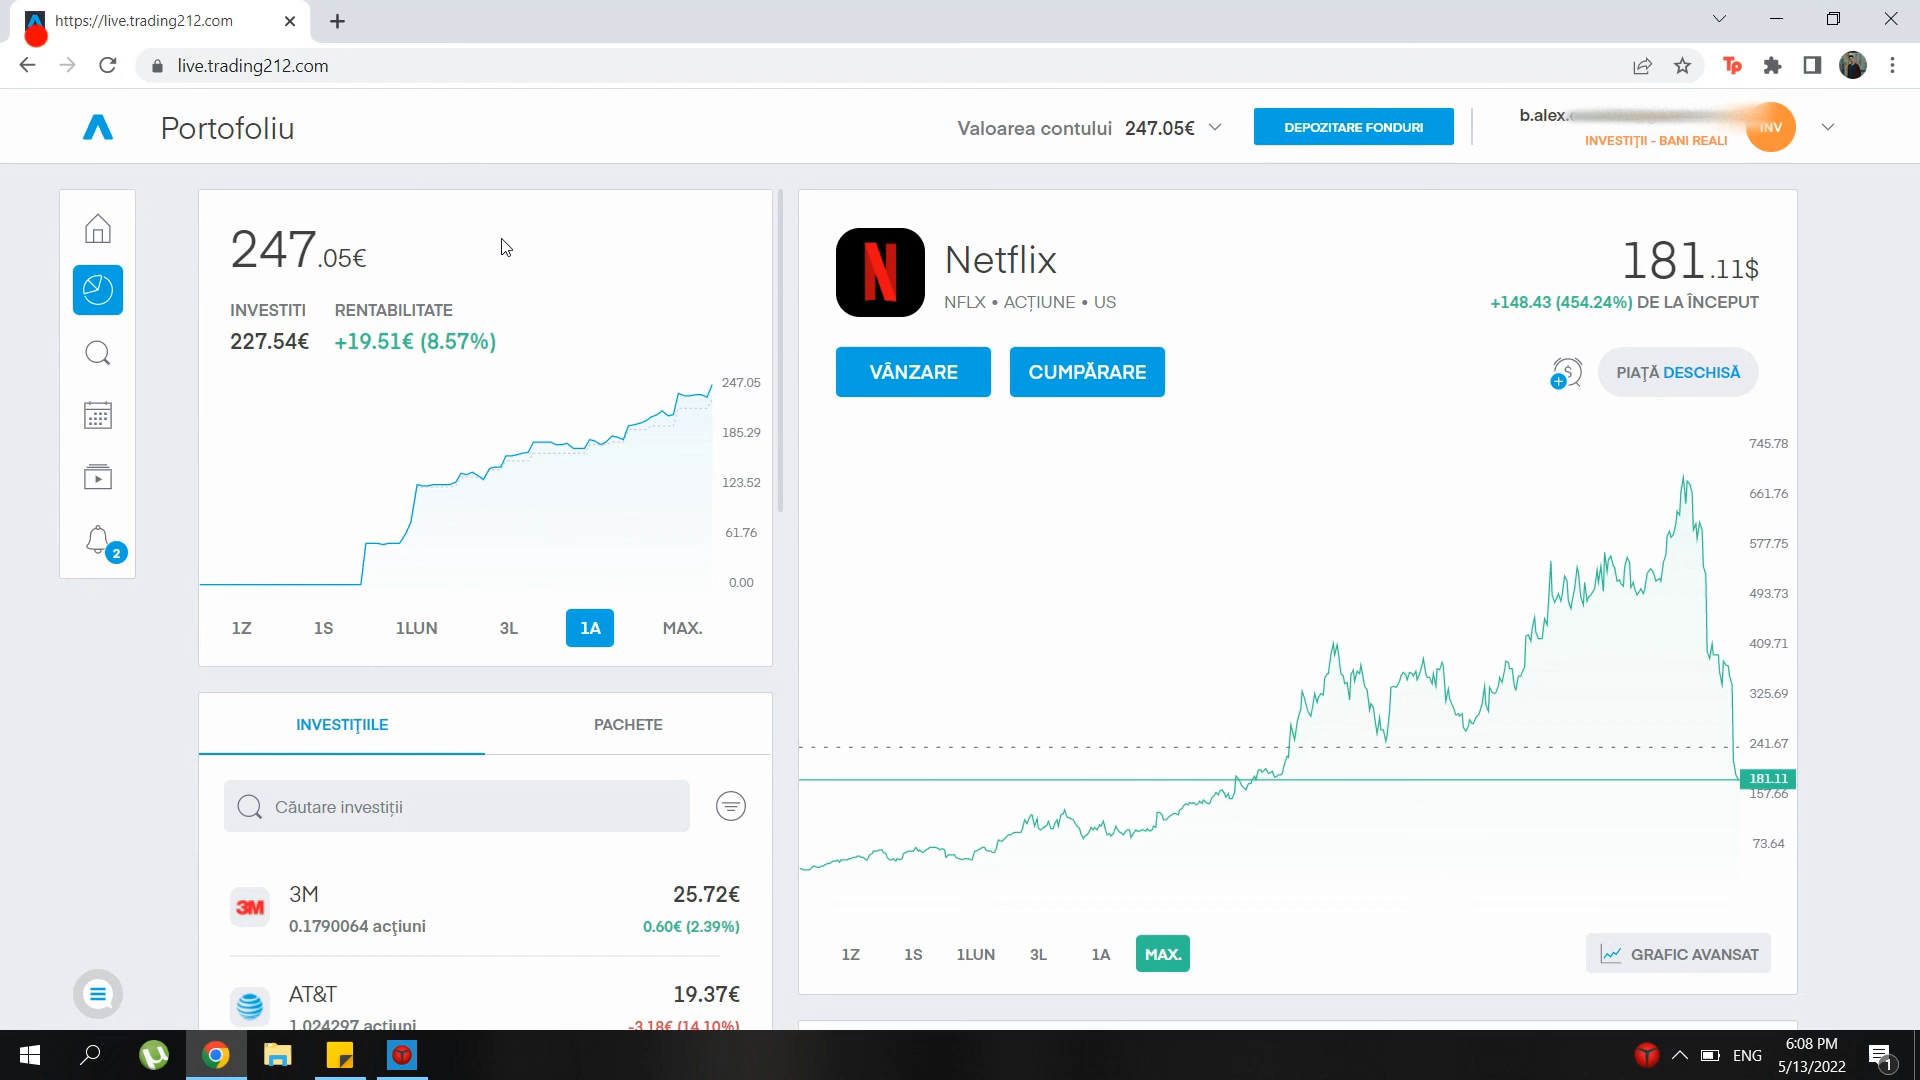 https://live.trading212.com
live.trading212.com
Tp
Portofoliu
Valoarea contului 247.05€
DEPOZITARE FONDURI
b.alex.
INVESTIȚII - BANI REALI
INV
247.05€
INVESTITI RENTABILITATE
227.54€ +19.51€ (8.57%)
247.05
185.29
123.52
61.76
0.00
1Z 1S 1LUN 3L 1A MAX.
2
INVESTIȚIILE PACHETE
Căutare investiții
3M
3M 25.72€
0.1790064 acțiuni 0.60€ (2.39%)
AT&T 19.37€
1.024297 acțiuni -3.18€ (14.10%)
N
Netflix
NFLX • ACȚIUNE • US
181.11$
+148.43 (454.24%) DE LA ÎNCEPUT
VÂNZARE CUMPĂRARE
PIAȚĂ DESCHISĂ
745.78
661.76
577.75
493.73
409.71
325.69
241.67
181.11
157.66
73.64
1Z 1S 1LUN 3L 1A MAX.
GRAFIC AVANSAT
ENG
6:08 PM
5/13/2022
1